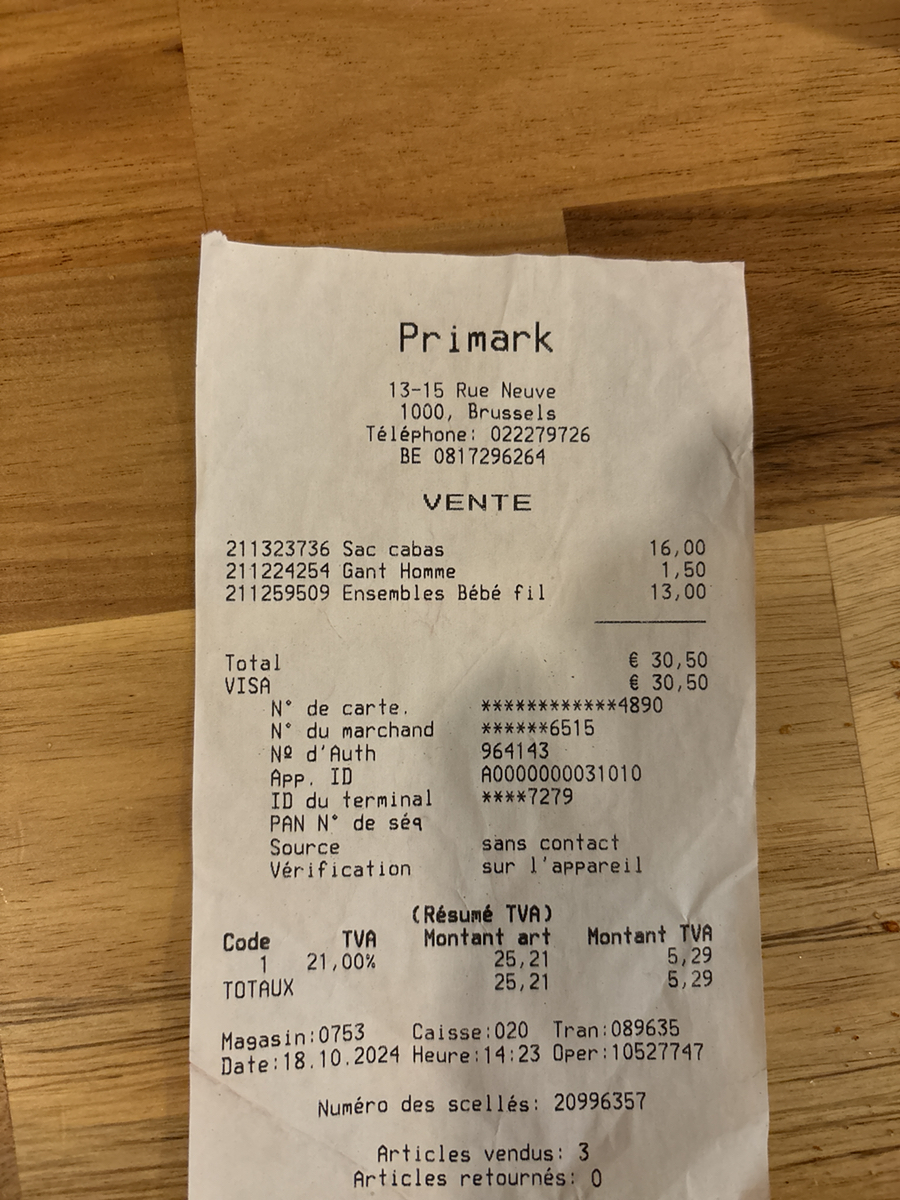 Primark
13-15 Rue Neuve
1000, Brussels
Téléphone: 022279726
BE 0817296264
VENTE
211323736 Sac cabas 16,00
211224254 Gant Homme 1,50
211259509 Ensembles Bébé fil 13,00
Total € 30,50
VISA € 30,50
N° de carte. ************4890
N° du marchand ******6515
Nº d'Auth 964143
App. ID A0000000031010
ID du terminal ****7279
PAN N° de séq
Source sans contact
Vérification sur l'appareil
(Résumé TVA)
Code TVA Montant art Montant TVA
1 21,00% 25,21 5,29
TOTAUX 25,21 5,29
Magasin:0753 Caisse:020 Tran:089635
Date:18.10.2024 Heure:14:23 Oper:10527747
Numéro des scellés: 20996357
Articles vendus: 3
Articles retournés: 0